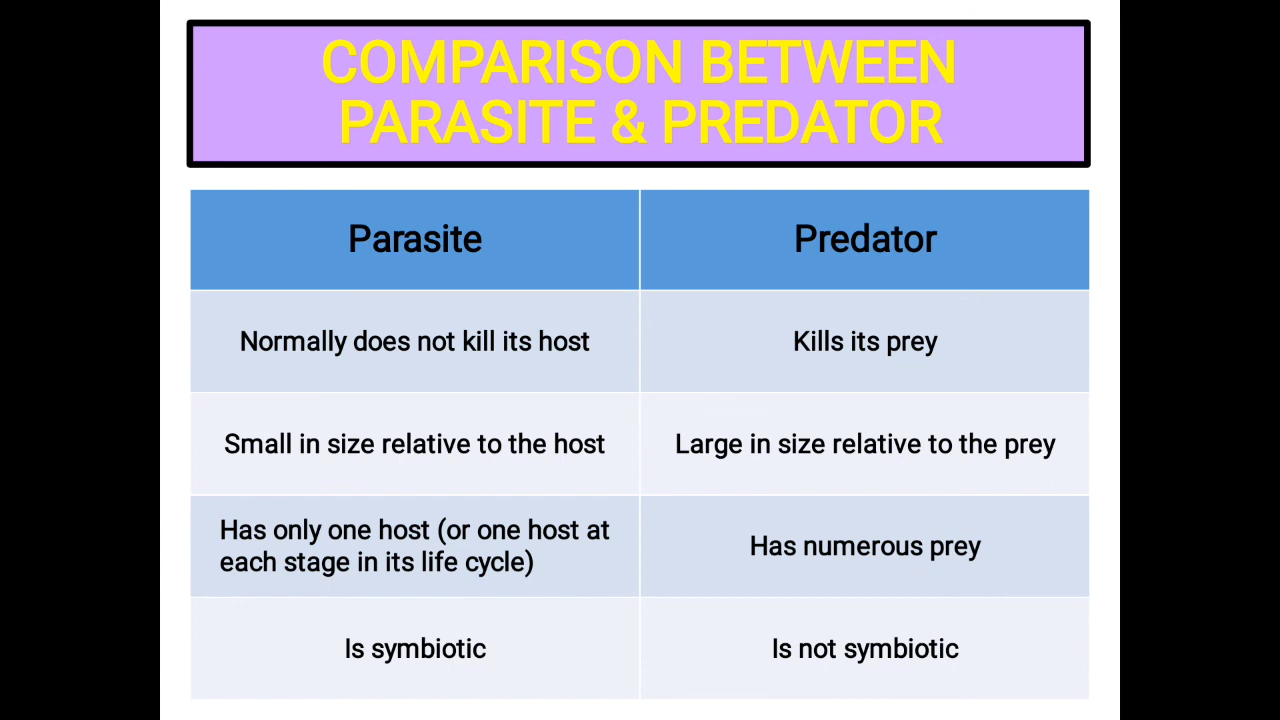 COMPARISON BETWEEN
PARASITE & PREDATOR
Parasite
Predator
Normally does not kill its host
Kills its prey
Small in size relative to the host
Large in size relative to the prey
Has only one host (or one host at
each stage in its life cycle)
Has numerous prey
Is symbiotic
Is not symbiotic